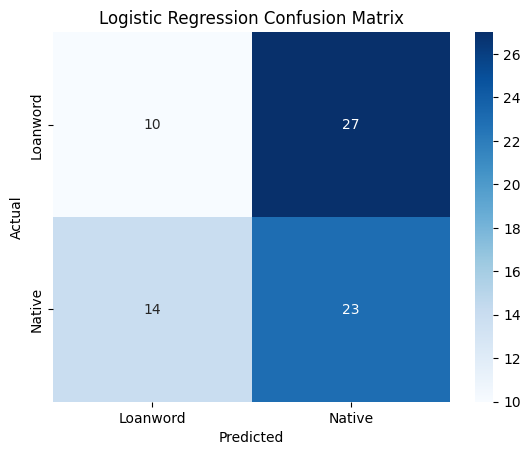 Logistic Regression Confusion Matrix
Actual
Loanword
Native
10
27
14
23
Loanword
Native
Predicted
26
24
22
20
18
16
14
12
10